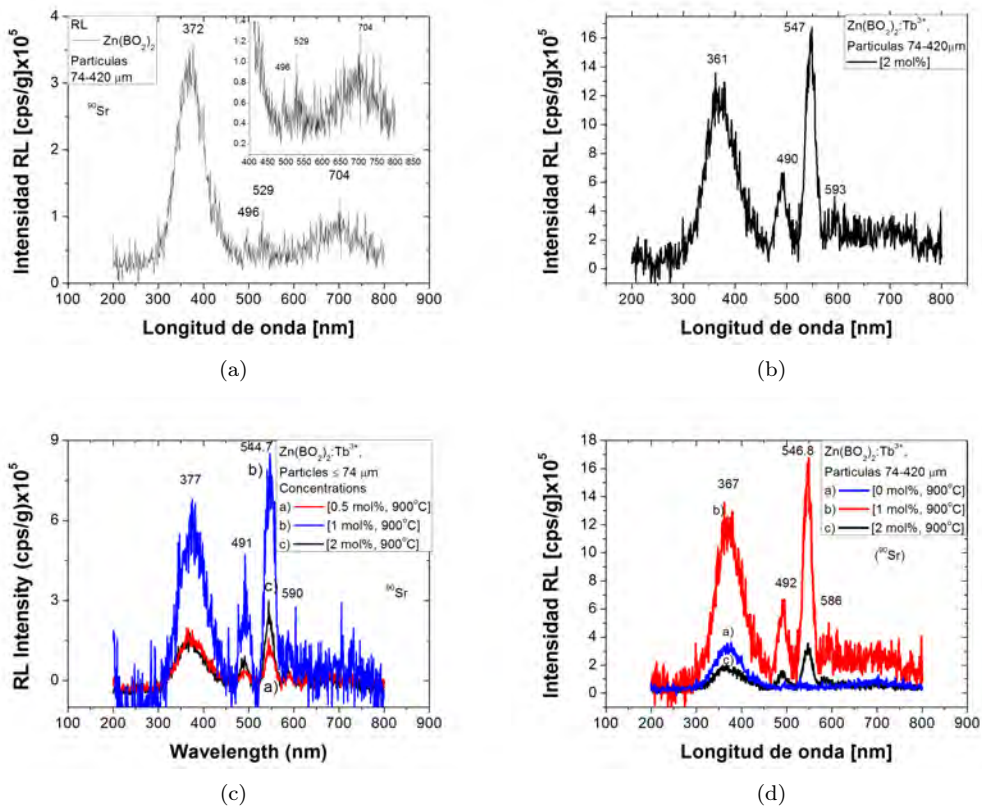 RL
Zn(BO₂)₂
Particulas
74-420 μm
⁹⁰Sr
372
496
529
704
1.4
1.2
1.0
0.8
0.6
0.4
0.2
496
529
704
400 450 500 550 600 650 700 750 800 850
4
3
2
1
0
Intensidad RL [cps/g]x10⁵
100 200 300 400 500 600 700 800 900
Longitud de onda [nm]
(a)
Zn(BO₂)₂:Tb³⁺,
Particulas 74-420μm
[2 mol%]
361
490
547
593
16
14
12
10
8
6
4
2
0
Intensidad RL [cps/g]x10⁵
200 300 400 500 600 700 800
Longitud de onda [nm]
(b)
Zn(BO₂)₂:Tb³⁺,
Particles ≤ 74 μm
Concentrations
a) [0.5 mol%, 900°C]
b) [1 mol%, 900°C]
c) [2 mol%, 900°C]
⁹⁰Sr
377
491
544.7
590
b)
c)
a)
9
6
3
0
RL Intensity (cps/g)x10⁵
100 200 300 400 500 600 700 800 900
Wavelength (nm)
(c)
Zn(BO₂)₂:Tb³⁺,
Particulas 74-420 μm
a) [0 mol%, 900°C]
b) [1 mol%, 900°C]
c) [2 mol%, 900°C]
(⁹⁰Sr)
367
492
546.8
586
b)
a)
c)
18
16
14
12
10
8
6
4
2
0
Intensidad RL [cps/g]x10⁵
100 200 300 400 500 600 700 800 900
Longitud de onda [nm]
(d)